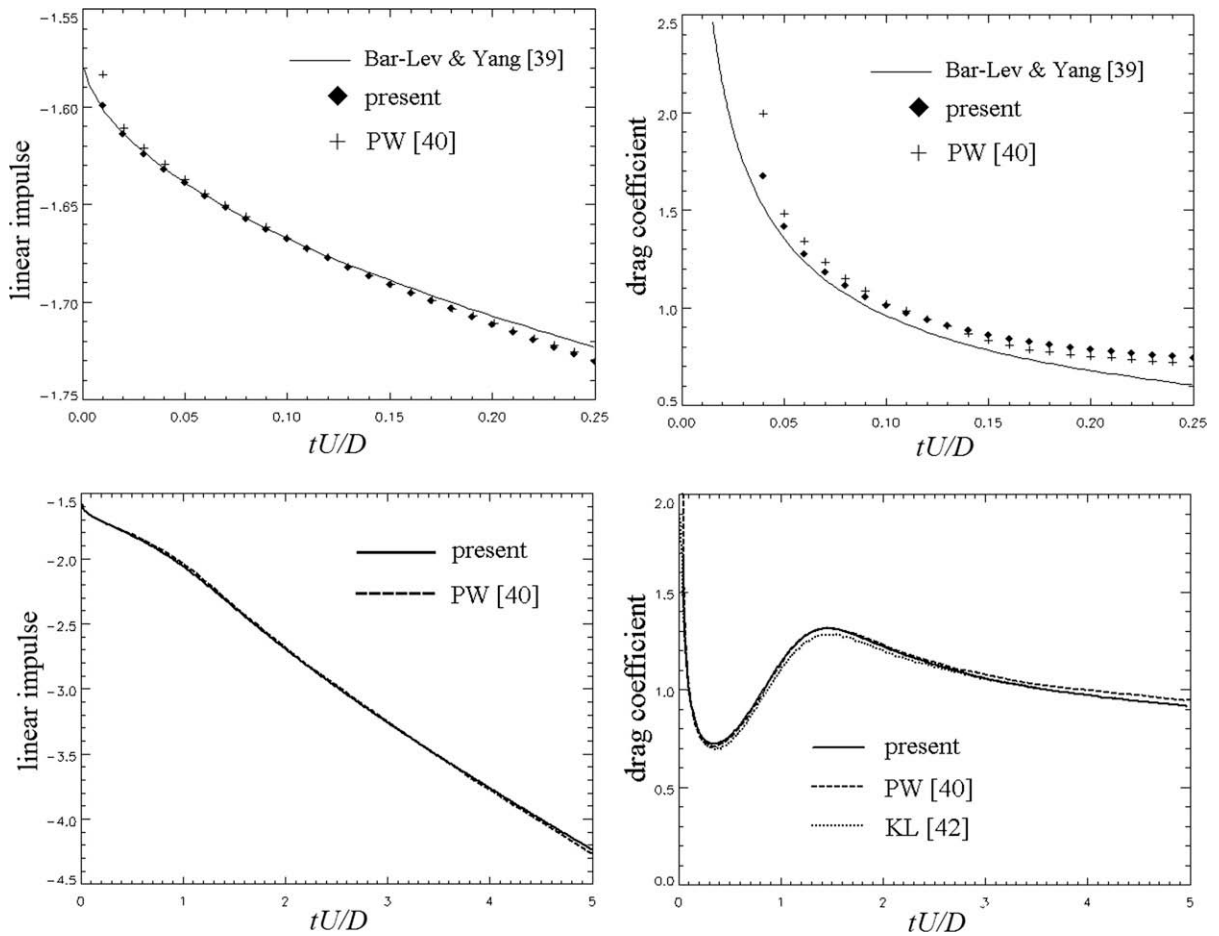 −1.55
−1.60
−1.65
−1.70
−1.75
linear impulse
Bar-Lev & Yang [39]
present
PW [40]
0.00 0.05 0.10 0.15 0.20 0.25
tU/D
2.5
2.0
1.5
1.0
0.5
drag coefficient
Bar-Lev & Yang [39]
present
PW [40]
0.00 0.05 0.10 0.15 0.20 0.25
tU/D
−1.5
−2.0
−2.5
−3.0
−3.5
−4.0
−4.5
linear impulse
present
PW [40]
0 1 2 3 4 5
tU/D
2.0
1.5
1.0
0.5
0.0
drag coefficient
present
PW [40]
KL [42]
0 1 2 3 4 5
tU/D